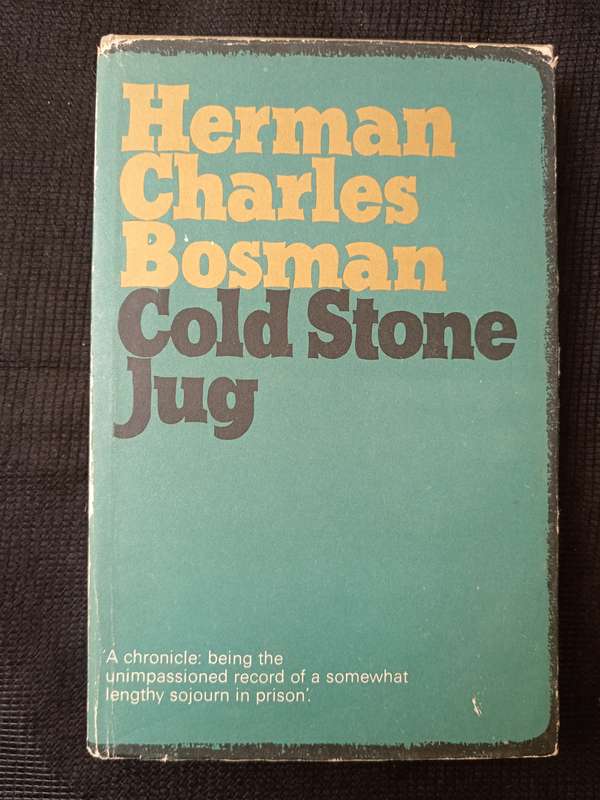 Herman
Charles
Bosman
Cold Stone
Jug
'A chronicle: being the
unimpassioned record of a somewhat
lengthy sojourn in prison'.